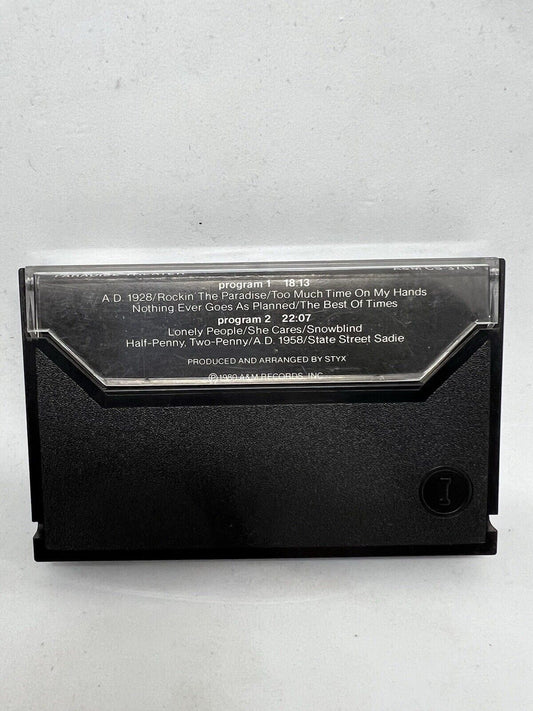 program 1 18:13
A.D. 1928/Rockin' The Paradise/Too Much Time On My Hands
Nothing Ever Goes As Planned/The Best Of Times
program 2 22:07
Lonely People/She Cares/Snowblind
Half-Penny, Two-Penny/A.D. 1958/State Street Sadie
PRODUCED AND ARRANGED BY STYX
℗ 1980 A&M RECORDS, INC.